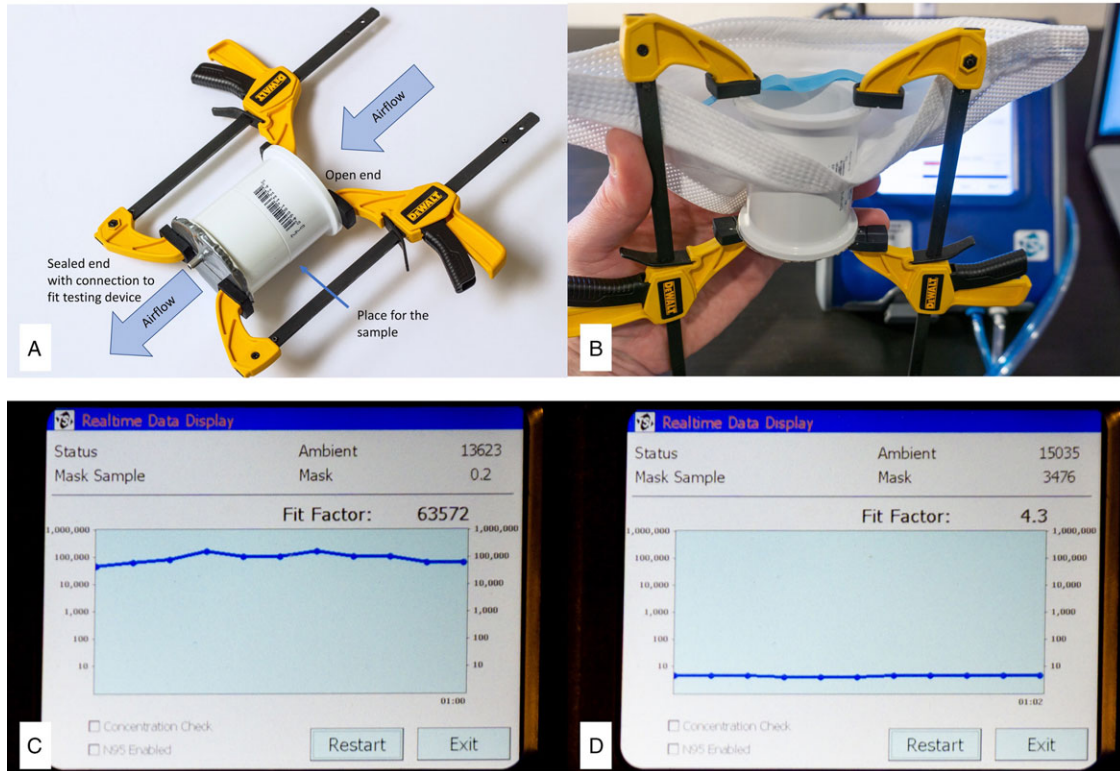 Airflow
Open end
DEWALT
DEWALT
Sealed end
with connection to
fit testing device
Airflow
Place for the
sample
A
DEWALT
DEWALT
B
Realtime Data Display
Status Ambient 13623
Mask Sample Mask 0.2
Fit Factor: 63572
1,000,000 1,000,000
100,000 100,000
10,000 10,000
1,000 1,000
100 100
10 10
01:00
Concentration Check
N95 Enabled
Restart Exit
C
Realtime Data Display
Status Ambient 15035
Mask Sample Mask 3476
Fit Factor: 4.3
1,000,000 1,000,000
100,000 100,000
10,000 10,000
1,000 1,000
100 100
10 10
01:02
Concentration Check
N95 Enabled
Restart Exit
D